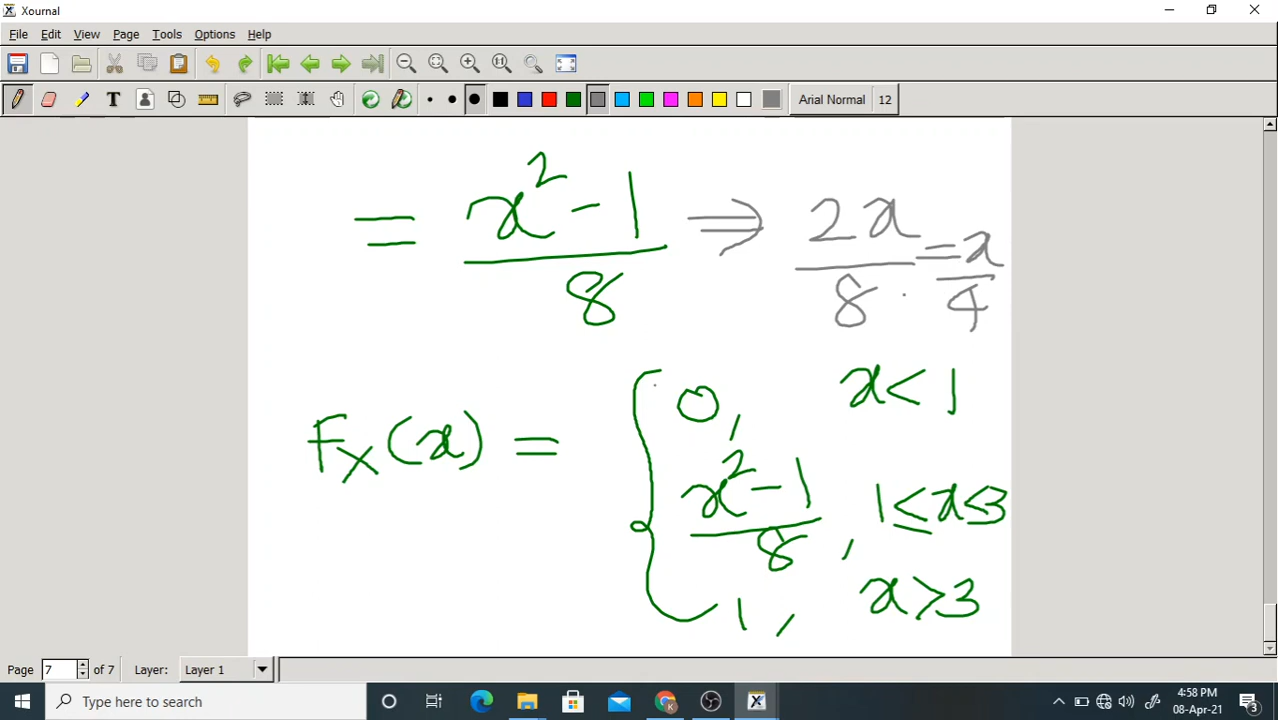 Xournal
File Edit View Page Tools Options Help
Arial Normal 12
= x² - 1 / 8 ⇒ 2x / 8 . = x / 4
F_X(x) = { 0, x < 1
x² - 1 / 8 , 1 ≤ x ≤ 3
1 , x > 3
Page 7 of 7 Layer: Layer 1
Type here to search
4:58 PM
08-Apr-21
3